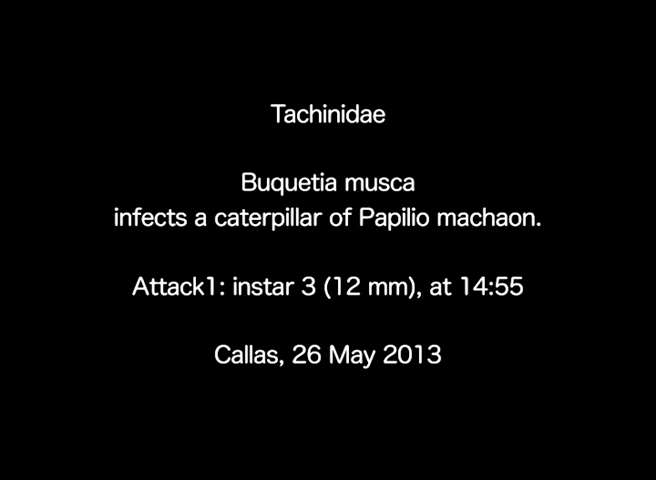 Tachinidae
Buquetia musca
infects a caterpillar of Papilio machaon.
Attack1: instar 3 (12 mm), at 14:55
Callas, 26 May 2013